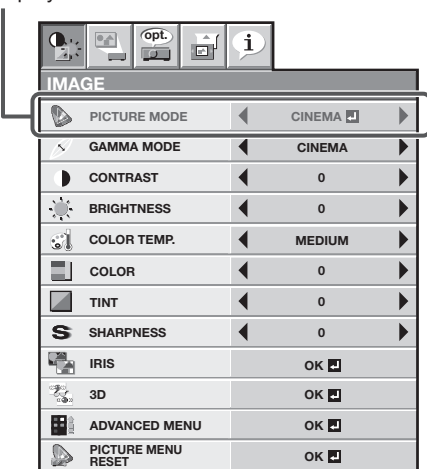 opt.
i
IMAGE
PICTURE MODE CINEMA
GAMMA MODE CINEMA
CONTRAST 0
BRIGHTNESS 0
COLOR TEMP. MEDIUM
COLOR 0
TINT 0
S SHARPNESS 0
IRIS OK
3D OK
ADVANCED MENU OK
PICTURE MENU
RESET OK